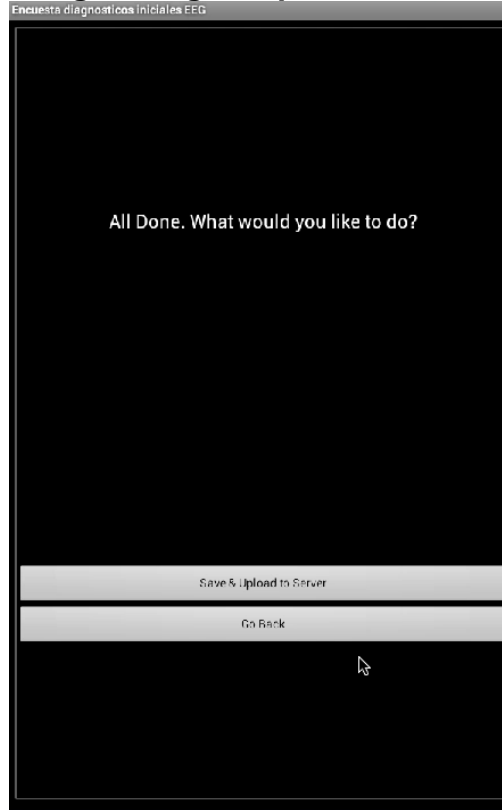 Encuesta diagnosticos iniciales EEG
All Done. What would you like to do?
Save & Upload to Server
Go Back